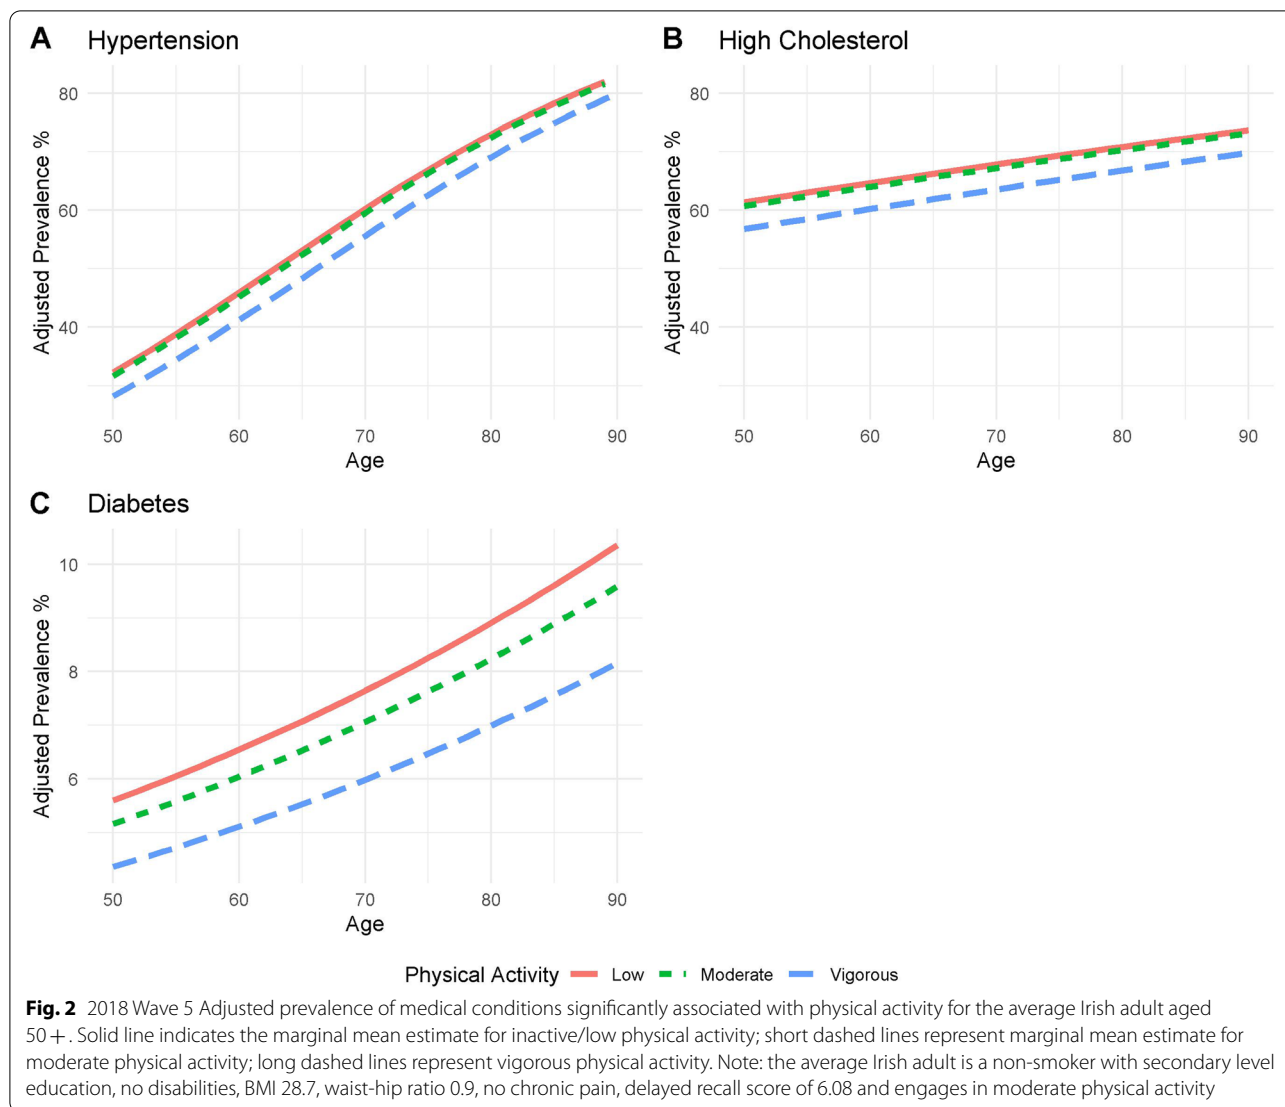 A Hypertension
Adjusted Prevalence %
80
60
40
50 60 70 80 90
Age
B High Cholesterol
Adjusted Prevalence %
80
60
40
50 60 70 80 90
Age
C Diabetes
Adjusted Prevalence %
10
8
6
50 60 70 80 90
Age
Physical Activity Low Moderate Vigorous
Fig. 2 2018 Wave 5 Adjusted prevalence of medical conditions significantly associated with physical activity for the average Irish adult aged
50+. Solid line indicates the marginal mean estimate for inactive/low physical activity; short dashed lines represent marginal mean estimate for
moderate physical activity; long dashed lines represent vigorous physical activity. Note: the average Irish adult is a non-smoker with secondary level
education, no disabilities, BMI 28.7, waist-hip ratio 0.9, no chronic pain, delayed recall score of 6.08 and engages in moderate physical activity